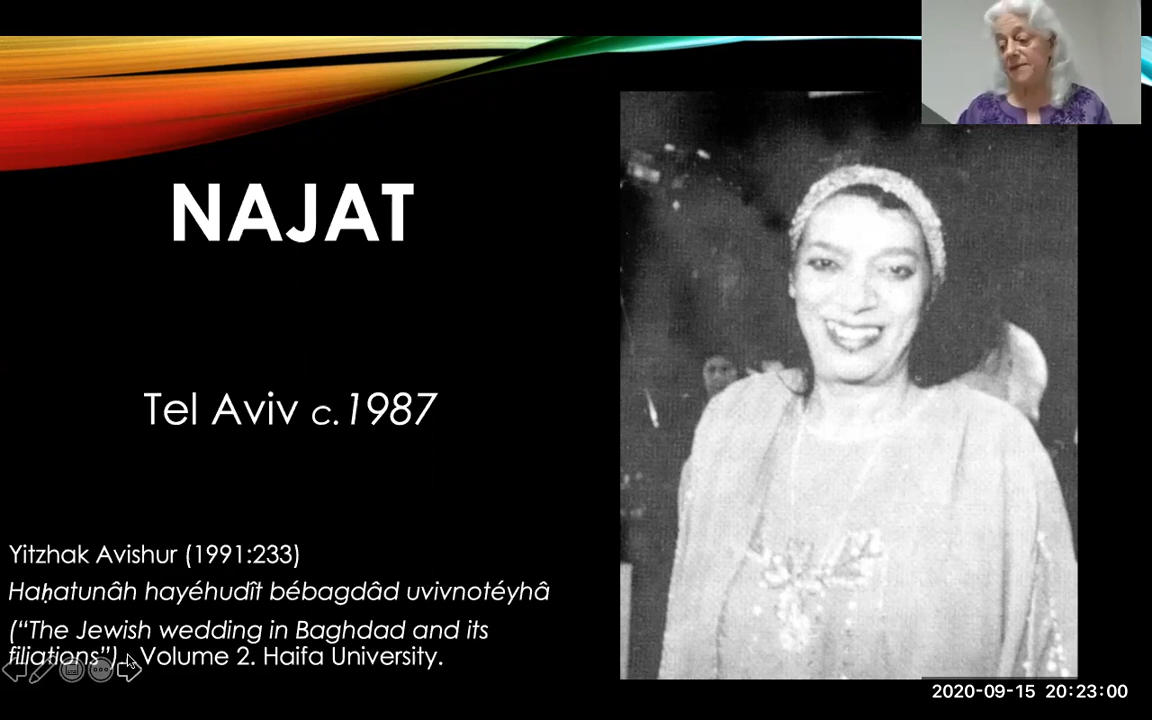 NAJAT
Tel Aviv c.1987
Yitzhak Avishur (1991:233)
Haḥatunâh hayéhudît bébagdâd uvivnotéyhâ
(“The Jewish wedding in Baghdad and its
filiations”) . Volume 2. Haifa University.
2020-09-15 20:23:00